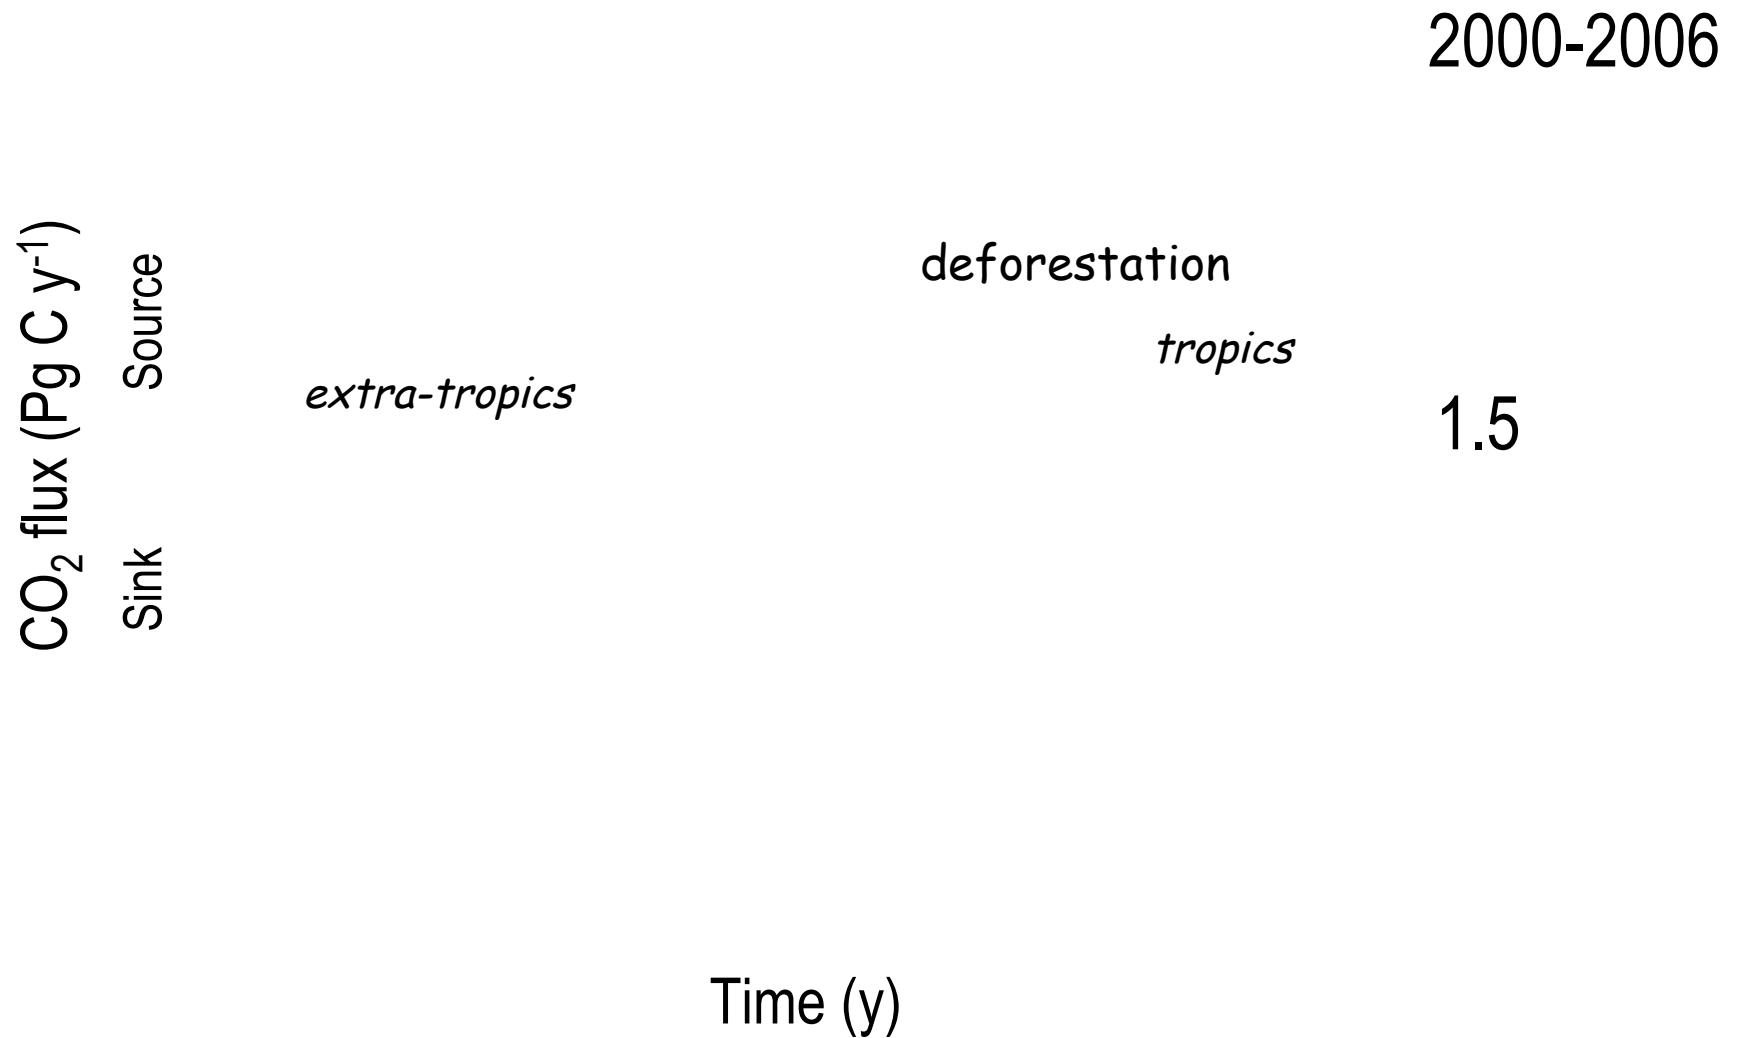 2000-2006
CO₂ flux (Pg C y⁻¹)
Source
Sink
deforestation
tropics
extra-tropics
1.5
Time (y)